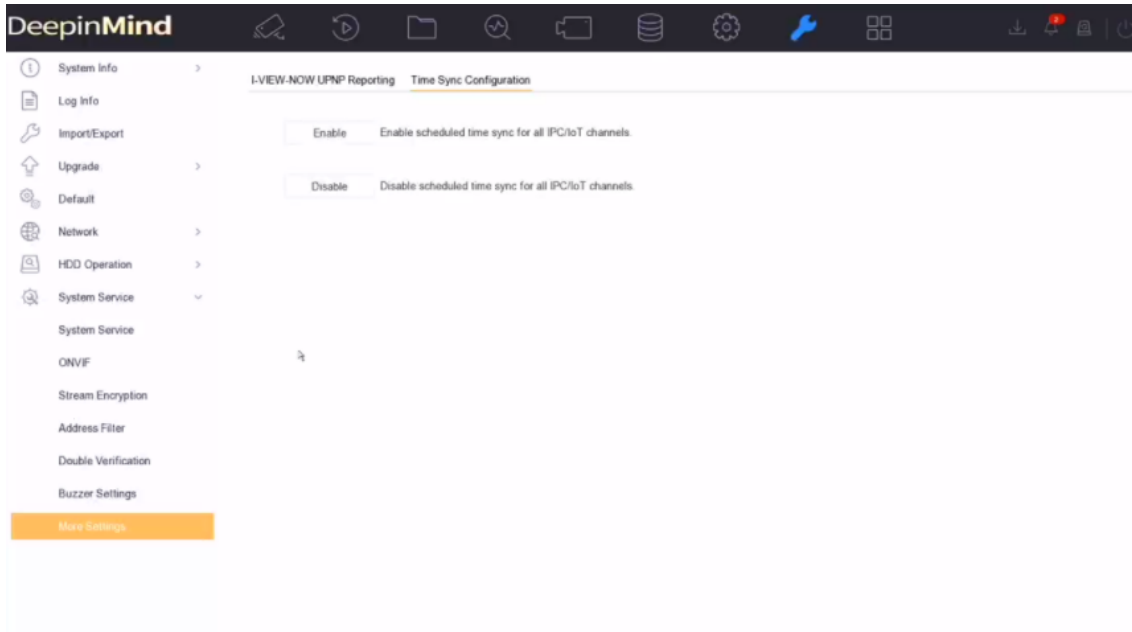 DeepinMind
2
System Info
Log Info
Import/Export
Upgrade
Default
Network
HDD Operation
System Service
System Service
ONVIF
Stream Encryption
Address Filter
Double Verification
Buzzer Settings
More Settings
I-VIEW-NOW UPNP Reporting Time Sync Configuration
Enable Enable scheduled time sync for all IPC/IoT channels.
Disable Disable scheduled time sync for all IPC/IoT channels.